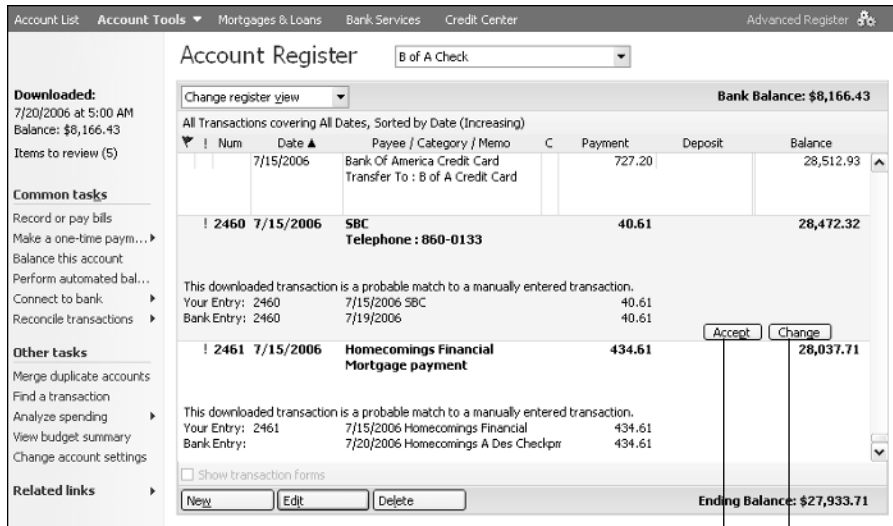 Account List Account Tools Mortgages & Loans Bank Services Credit Center Advanced Register
Account Register B of A Check
Downloaded:
7/20/2006 at 5:00 AM
Balance: $8,166.43
Items to review (5)
Common tasks
Record or pay bills
Make a one-time paym...
Balance this account
Perform automated bal...
Connect to bank
Reconcile transactions
Other tasks
Merge duplicate accounts
Find a transaction
Analyze spending
View budget summary
Change account settings
Related links
Change register view Bank Balance: $8,166.43
All Transactions covering All Dates, Sorted by Date (Increasing)
! Num Date Payee / Category / Memo C Payment Deposit Balance
7/15/2006 Bank Of America Credit Card 727.20 28,512.93
Transfer To : B of A Credit Card
! 2460 7/15/2006 SBC 40.61 28,472.32
Telephone : 860-0133
This downloaded transaction is a probable match to a manually entered transaction.
Your Entry: 2460 7/15/2006 SBC 40.61
Bank Entry: 2460 7/19/2006 40.61
Accept Change
! 2461 7/15/2006 Homecomings Financial 434.61 28,037.71
Mortgage payment
This downloaded transaction is a probable match to a manually entered transaction.
Your Entry: 2461 7/15/2006 Homecomings Financial 434.61
Bank Entry: 7/20/2006 Homecomings A Des Checkpm 434.61
Show transaction forms
New Edit Delete Ending Balance: $27,933.71